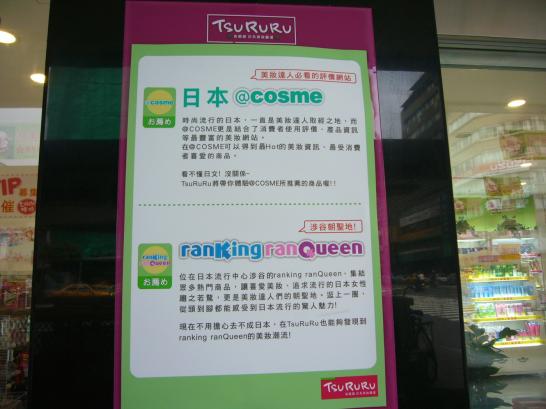 TSURURU
美妝達人必看的評價網站
@cosme
お薦め
日本@cosme
時尚流行的日本，一直是美妝達人取經之地，而
@COSME更是結合了消費者使用評價、產品資訊
等最豐富的美妝網站。
在@COSME可以得到最Hot的美妝資訊、最受消費
者喜愛的商品。
看不懂日文！沒關係~
TsuRuRu將帶你體驗@COSME所推薦的商品喔!!
涉谷朝聖地!
ranKing
ranQueen
お薦め
ranKing ranQueen
位在日本流行中心涉谷的ranking ranQueen，集結
眾多熱門商品，讓喜愛美妝、追求流行的日本女性
趨之若鶩，更是美妝達人們的朝聖地。逛上一圈，
從頭到腳都能感受到日本流行的驚人魅力!
現在不用擔心去不成日本，在TsuRuRu也能夠發現到
ranking ranQueen的美妝潮流!
TSURURU
VIP
催